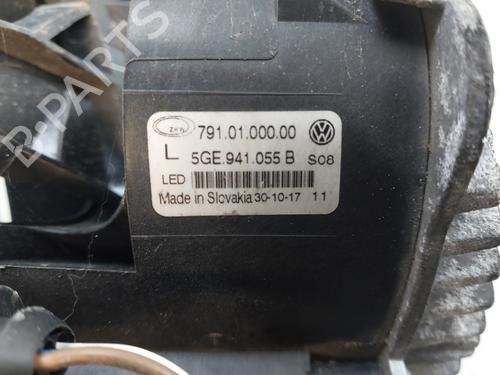 B-PARTS
ZKW 791.01.000.00
L 5GE.941.055 B S08
LED
Made in Slovakia 30-10-17 11